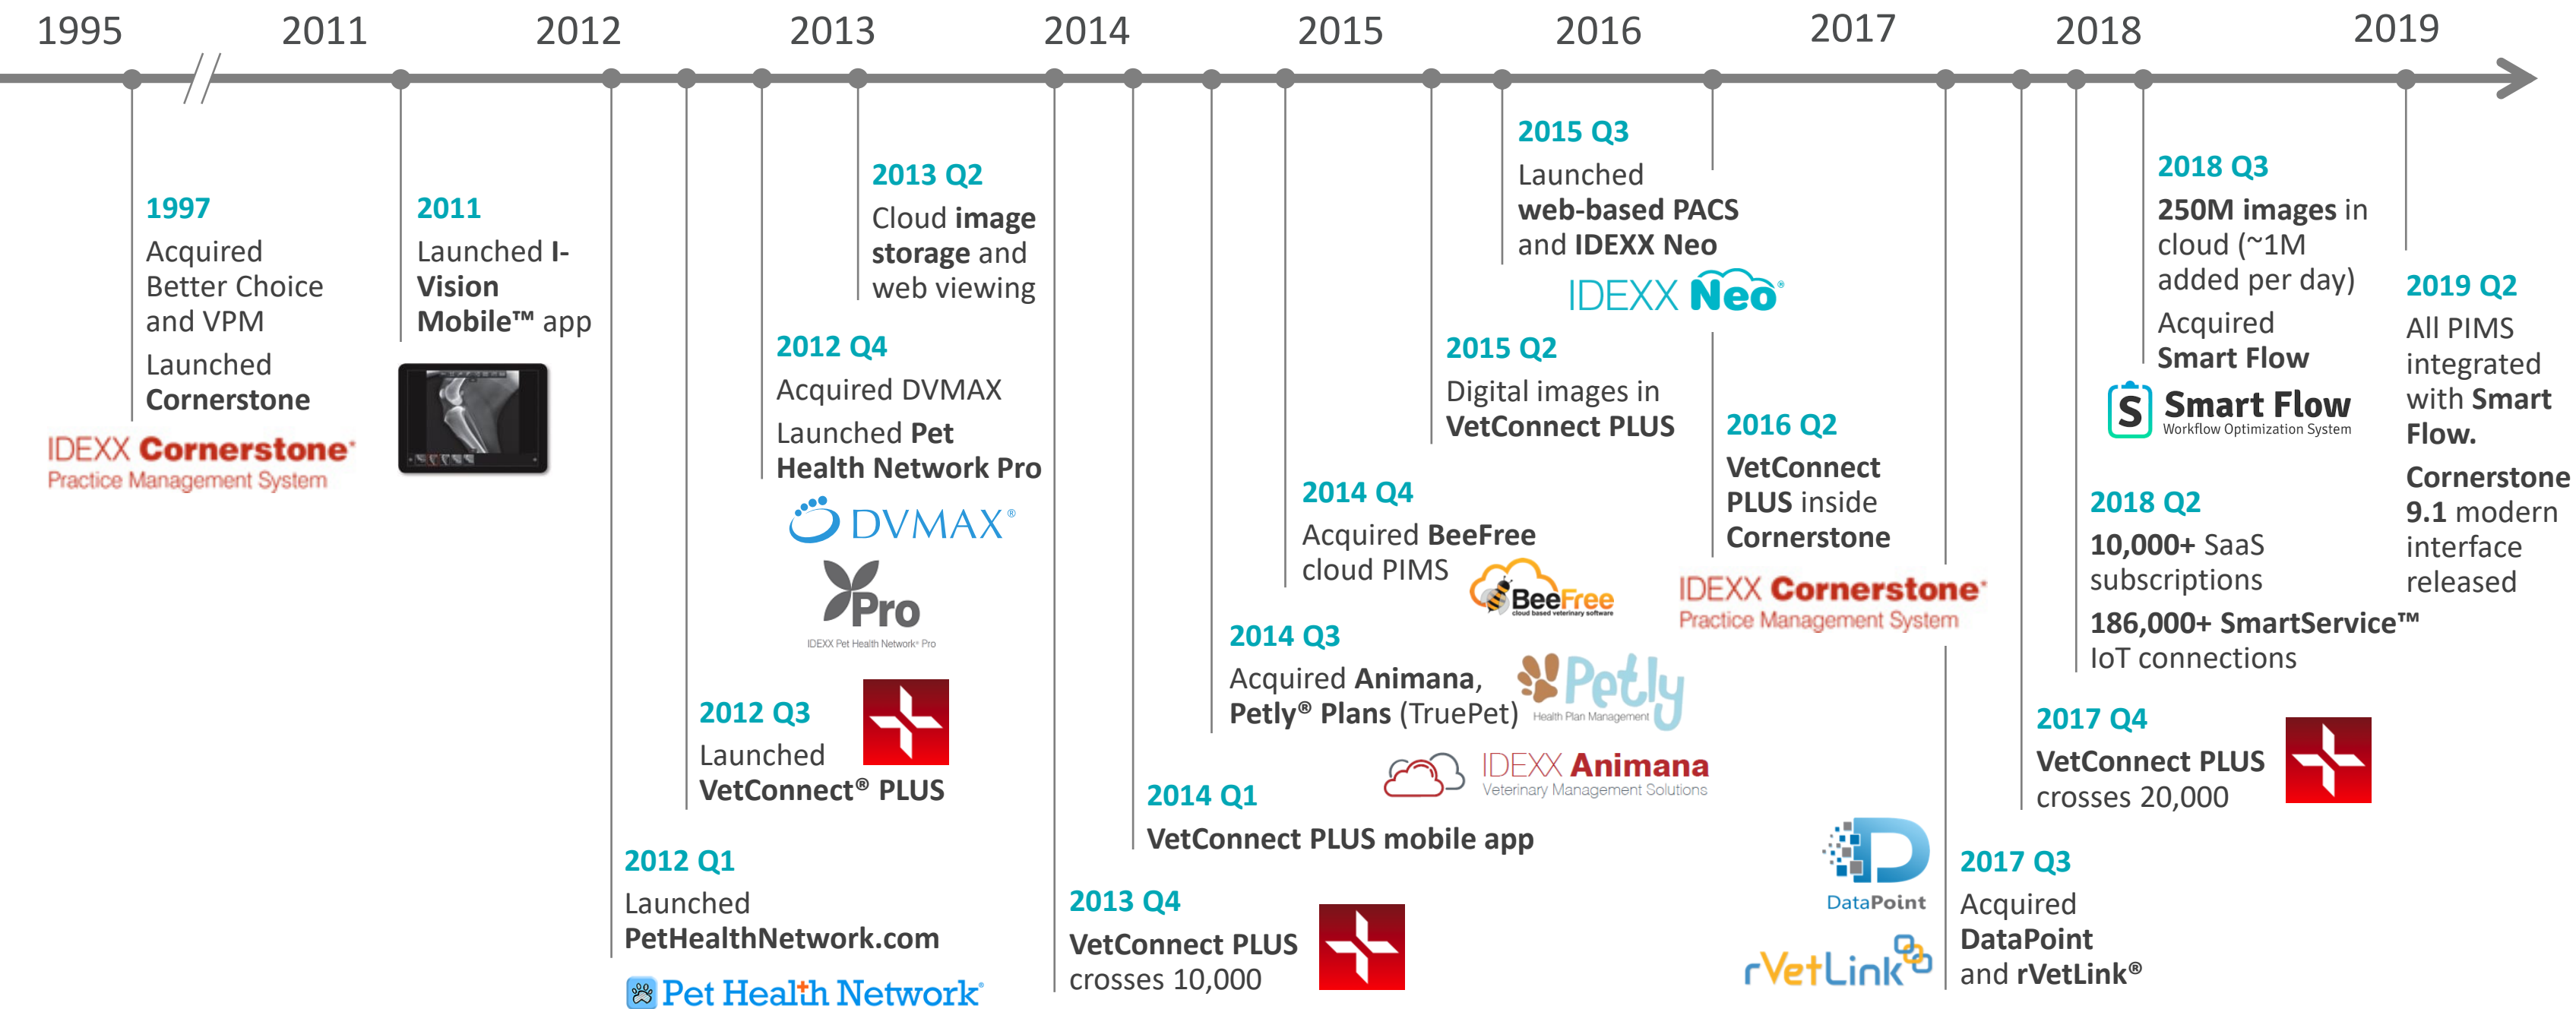 1995
2011
2012
2013
2014
2015
2016
2017
2018
2019
1997
Acquired
Better Choice
and VPM
Launched
Cornerstone
IDEXX Cornerstone*
Practice Management System
2011
Launched I-
Vision
Mobile™ app
2012 Q1
Launched
PetHealthNetwork.com
Pet Health Network®
2012 Q3
Launched
VetConnect® PLUS
2012 Q4
Acquired DVMAX
Launched Pet
Health Network Pro
DVMAX®
Pro
IDEXX Pet Health Network® Pro
2013 Q2
Cloud image
storage and
web viewing
2013 Q4
VetConnect PLUS
crosses 10,000
2014 Q1
VetConnect PLUS mobile app
2014 Q3
Acquired Animana,
Petly® Plans (TruePet)
Petly
Health Plan Management
IDEXX Animana
Veterinary Management Solutions
2014 Q4
Acquired BeeFree
cloud PIMS
BeeFree
cloud based veterinary software
2015 Q2
Digital images in
VetConnect PLUS
2015 Q3
Launched
web-based PACS
and IDEXX Neo
IDEXX Neo®
2016 Q2
VetConnect
PLUS inside
Cornerstone
IDEXX Cornerstone*
Practice Management System
2017 Q3
Acquired
DataPoint
and rVetLink®
DataPoint
rVetLink
2017 Q4
VetConnect PLUS
crosses 20,000
2018 Q2
10,000+ SaaS
subscriptions
186,000+ SmartService™
IoT connections
2018 Q3
250M images in
cloud (~1M
added per day)
Acquired
Smart Flow
S Smart Flow
Workflow Optimization System
2019 Q2
All PIMS
integrated
with Smart
Flow.
Cornerstone
9.1 modern
interface
released